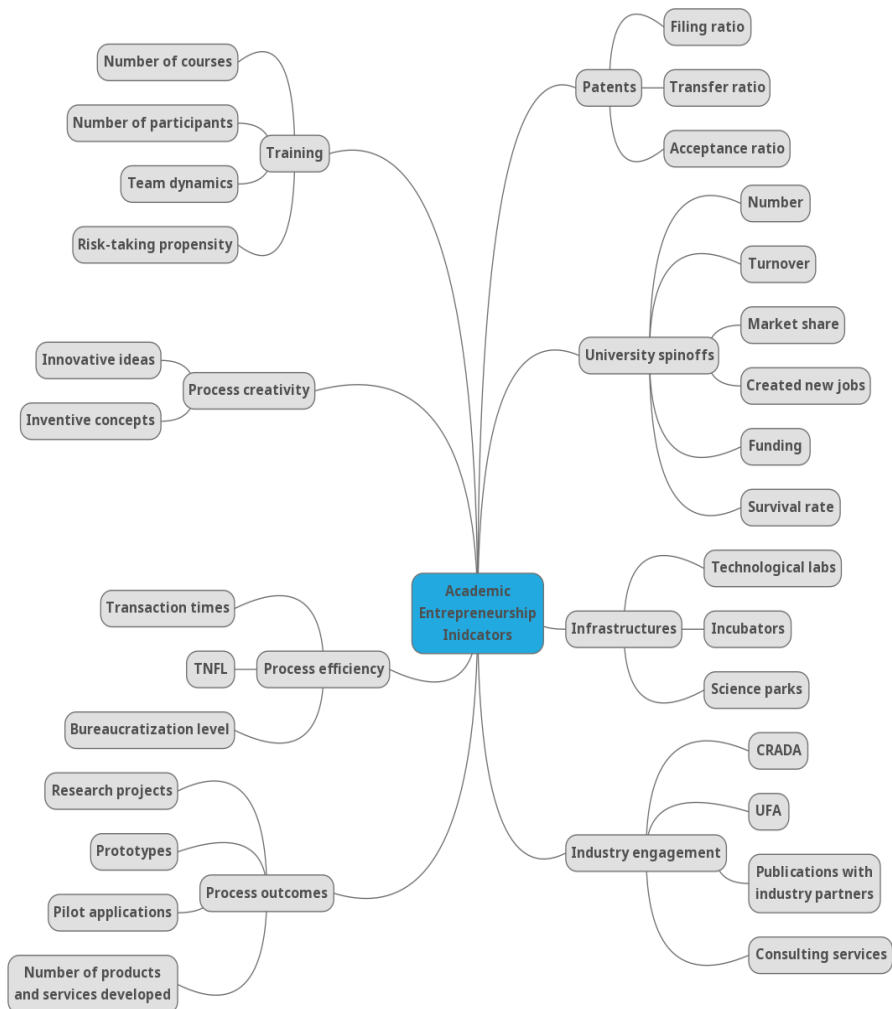 Filing ratio
Number of courses
Patents
Transfer ratio
Number of participants
Acceptance ratio
Training
Team dynamics
Number
Risk-taking propensity
Turnover
Market share
University spinoffs
Innovative ideas
Created new jobs
Process creativity
Inventive concepts
Funding
Survival rate
Technological labs
Academic
Entrepreneurship
Inidcators
Transaction times
Infrastructures
Incubators
TNFL
Process efficiency
Science parks
Bureaucratization level
CRADA
Research projects
UFA
Prototypes
Industry engagement
Publications with
industry partners
Process outcomes
Pilot applications
Consulting services
Number of products
and services developed